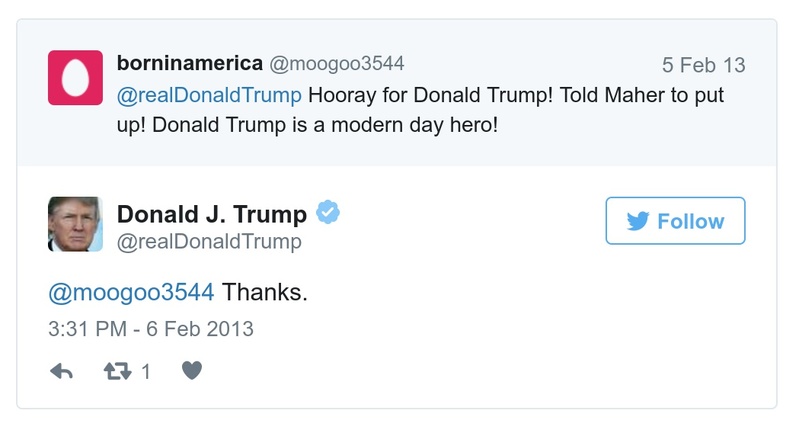 borninamerica @moogoo3544 5 Feb 13
@realDonaldTrump Hooray for Donald Trump! Told Maher to put
up! Donald Trump is a modern day hero!
Donald J. Trump
@realDonaldTrump
Follow
@moogoo3544 Thanks.
3:31 PM - 6 Feb 2013
1